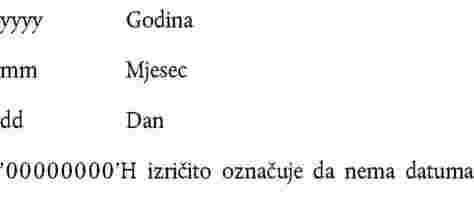 yyyy Godina
mm Mjesec
dd Dan
'00000000'H izričito označuje da nema datuma